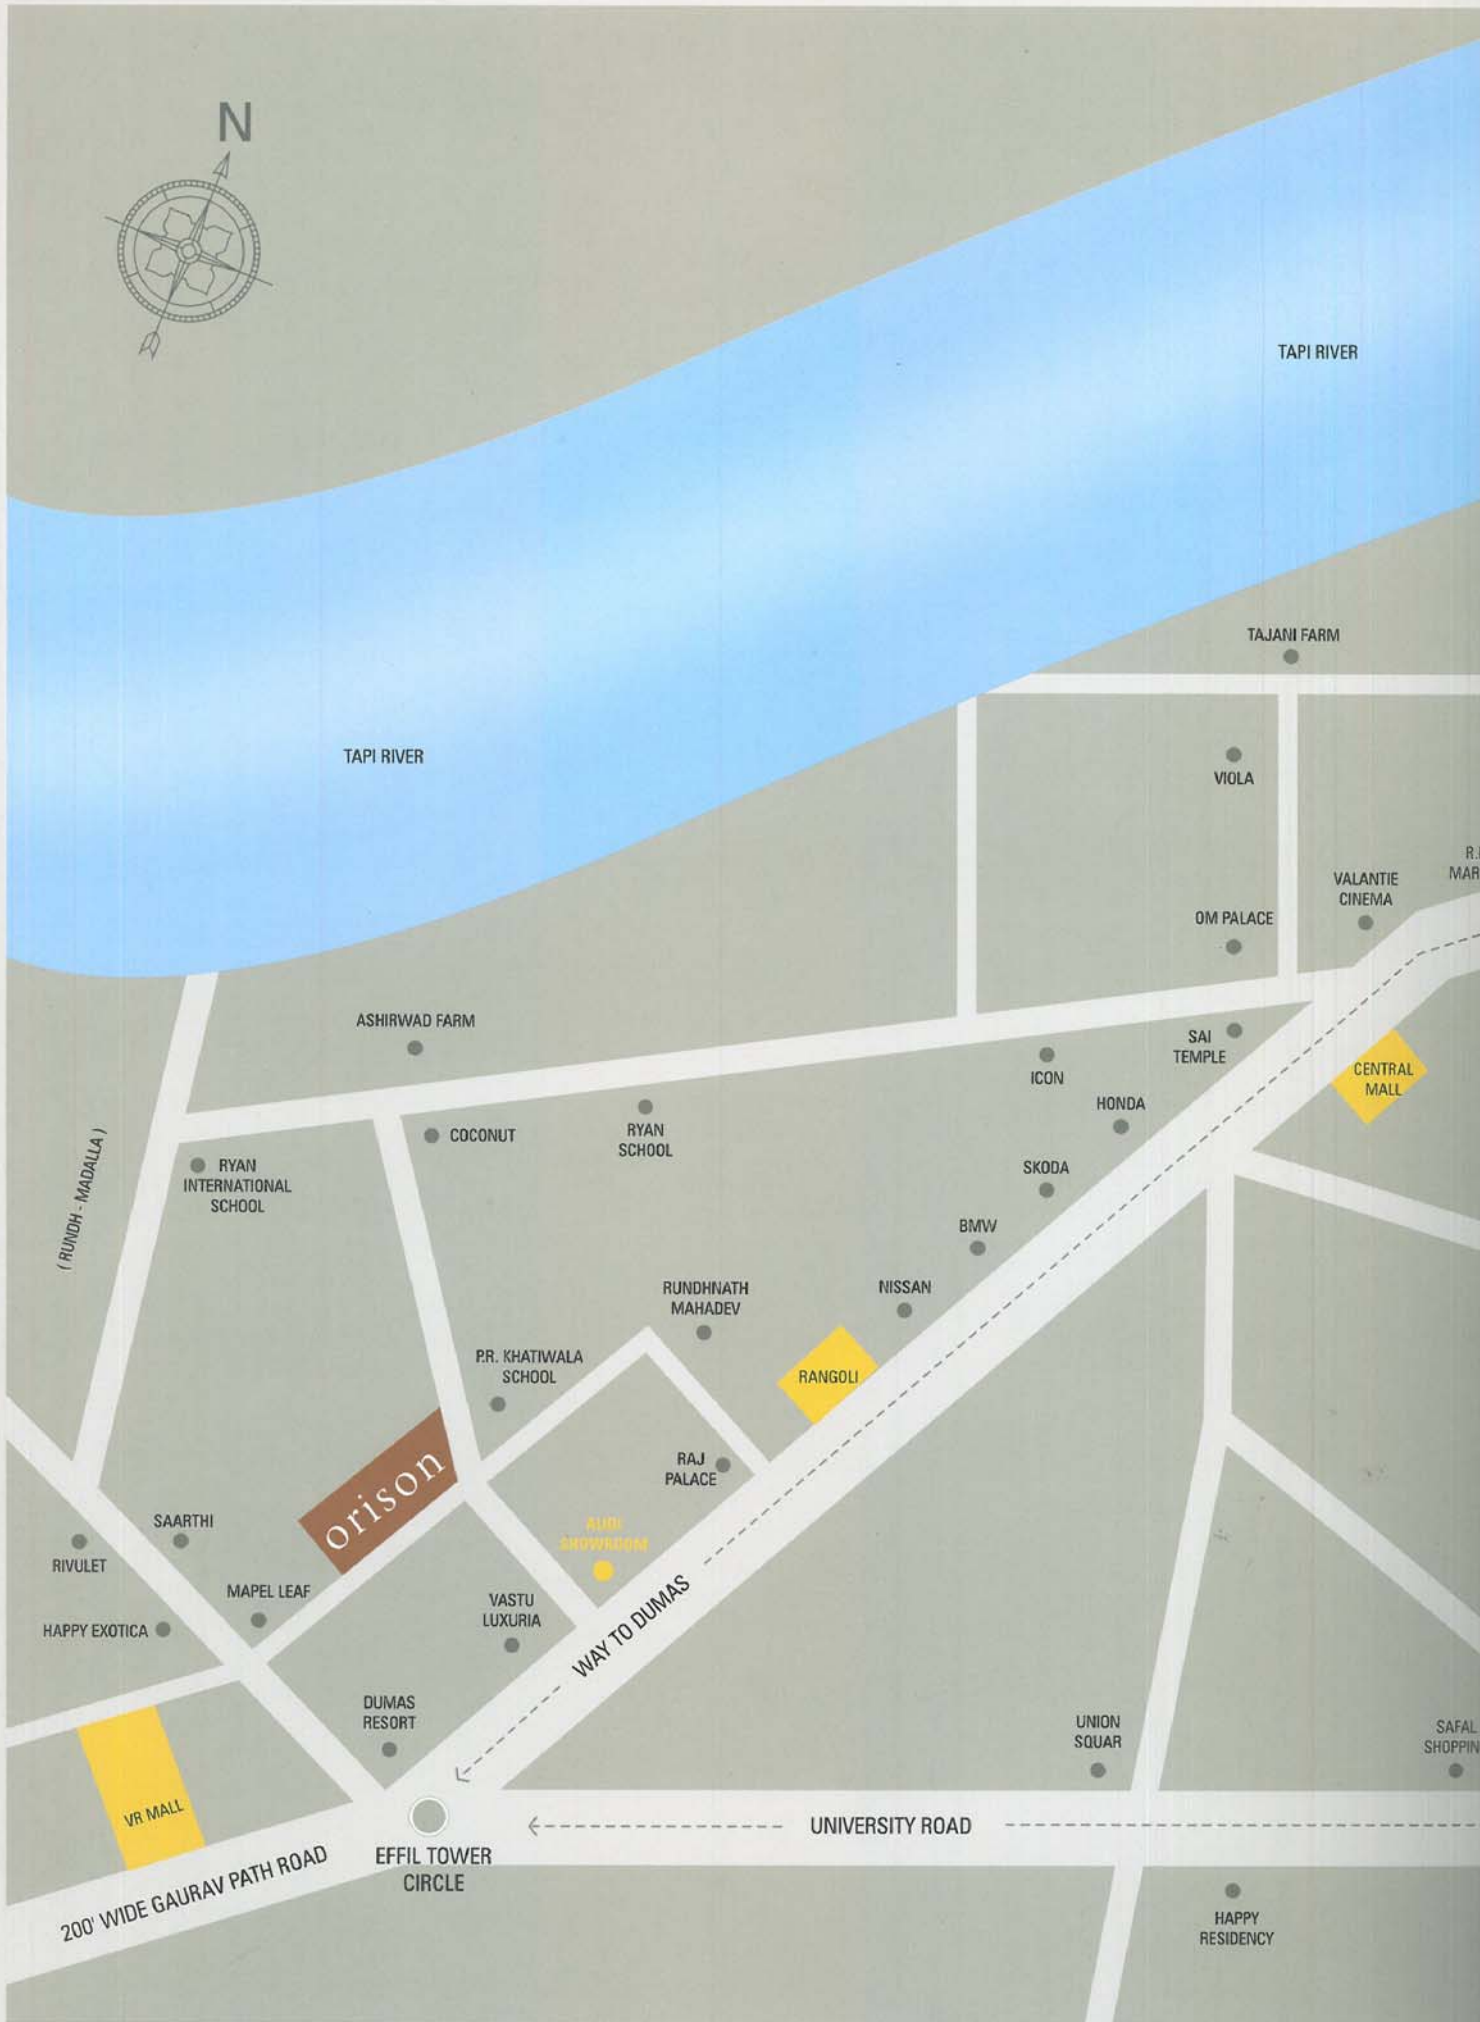 N
TAPI RIVER
TAJANI FARM
TAPI RIVER
VIOLA
VALANTIE
CINEMA
OM PALACE
ASHIRWAD FARM
SAI
TEMPLE
ICON
CENTRAL
MALL
HONDA
COCONUT
RYAN
SCHOOL
RYAN
INTERNATIONAL
SCHOOL
( RUNDH - MADALLA )
SKODA
BMW
RUNDHNATH
MAHADEV
NISSAN
P.R. KHATIWALA
SCHOOL
RANGOLI
RAJ
PALACE
orison
SAARTHI
AUDI
SHOWROOM
RIVULET
MAPEL LEAF
VASTU
LUXURIA
HAPPY EXOTICA
WAY TO DUMAS
DUMAS
RESORT
UNION
SQUAR
SAFAL
VR MALL
UNIVERSITY ROAD
EFFIL TOWER
CIRCLE
200' WIDE GAURAV PATH ROAD
HAPPY
RESIDENCY